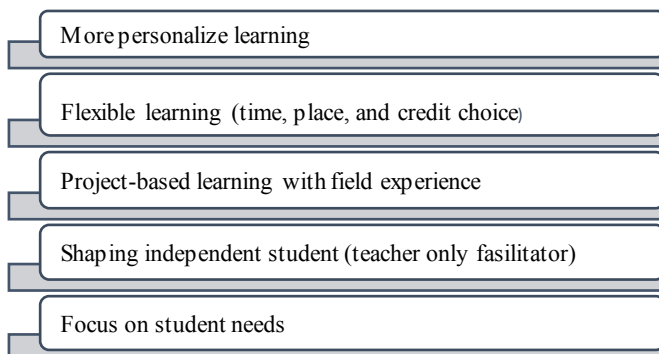 More personalize learning
Flexible learning (time, place, and credit choice)
Project-based learning with field experience
Shaping independent student (teacher only fasilitator)
Focus on student needs